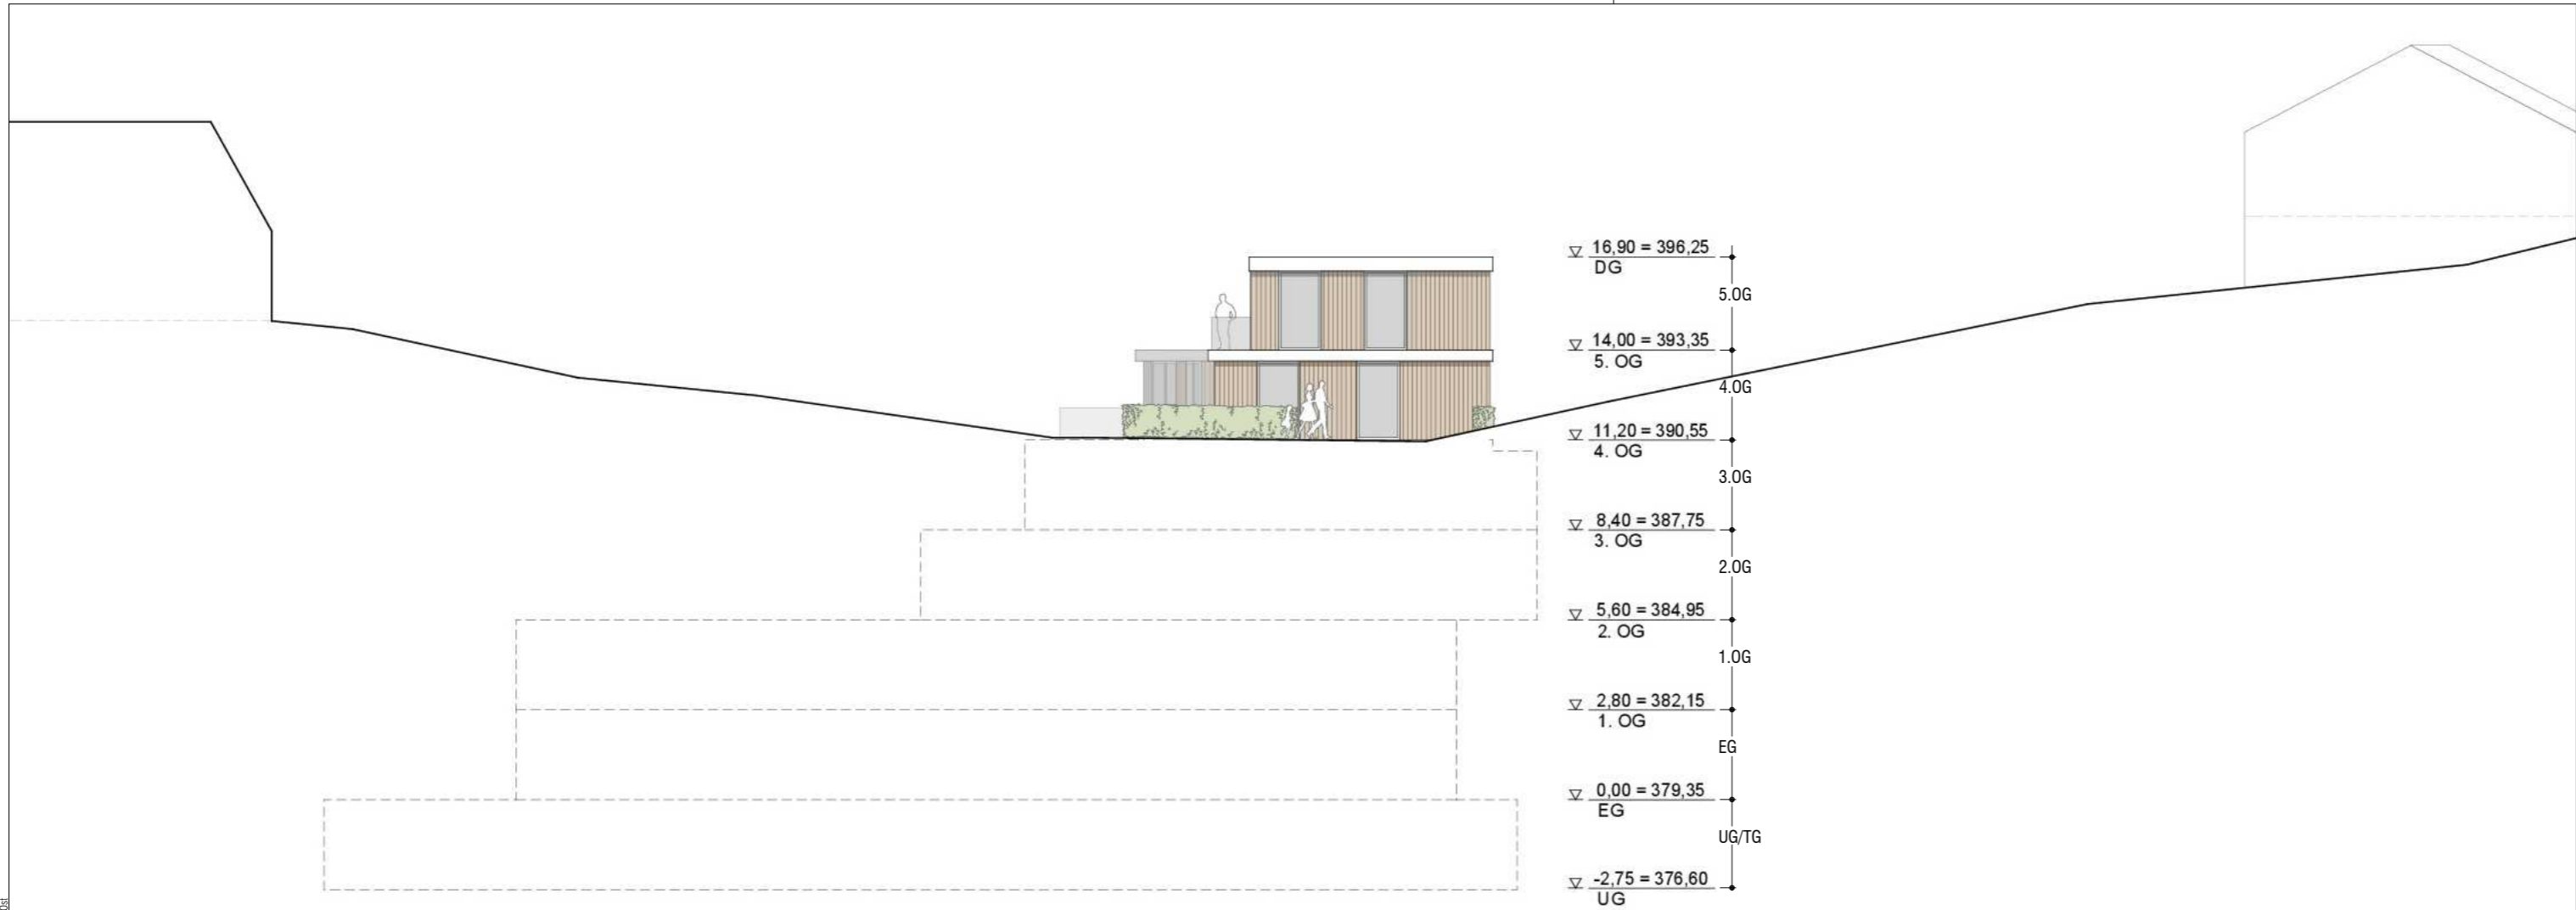 16,90 = 396,25
DG
5.OG
14,00 = 393,35
5. OG
4.OG
11,20 = 390,55
4. OG
3.OG
8,40 = 387,75
3. OG
2.OG
5,60 = 384,95
2. OG
1.OG
2,80 = 382,15
1. OG
EG
0,00 = 379,35
EG
UG/TG
-2,75 = 376,60
UG